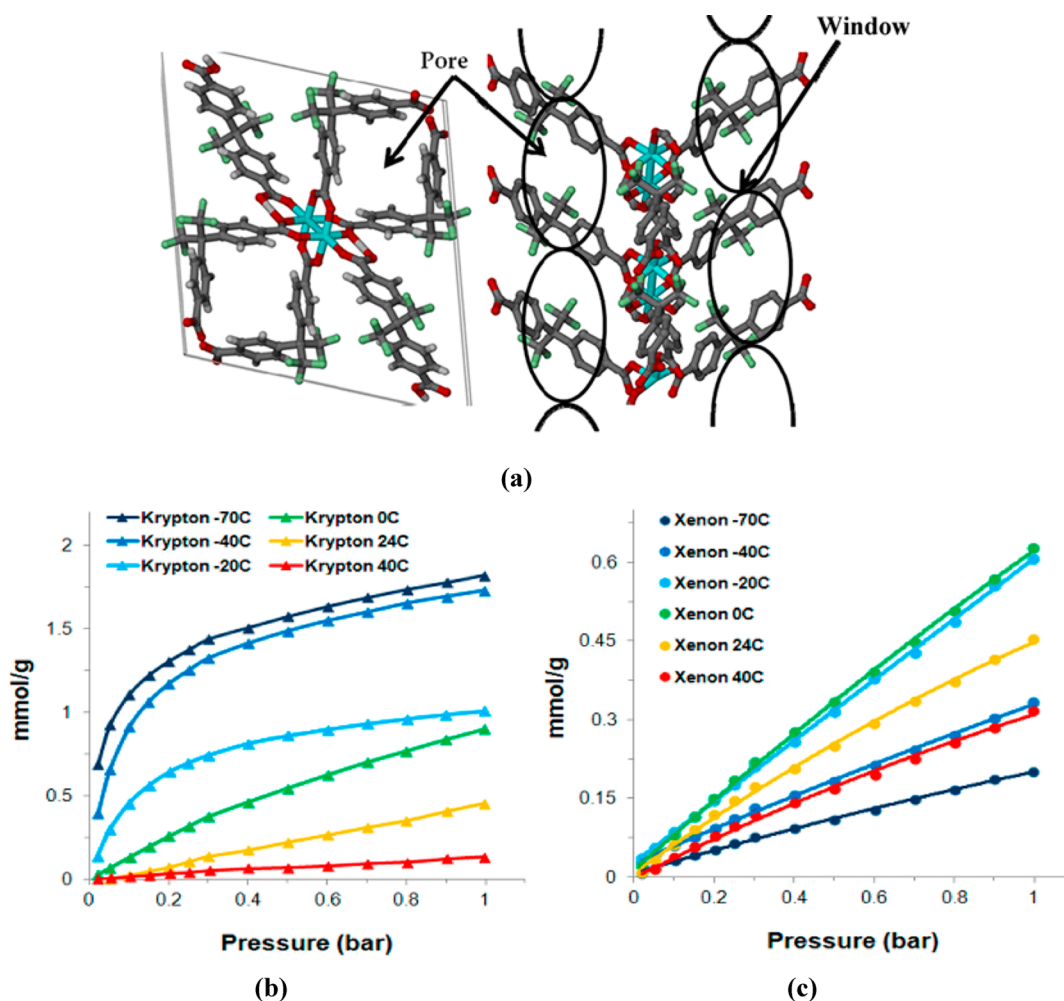 Pore
Window
(a)
Krypton -70C
Krypton 0C
Krypton -40C
Krypton 24C
Krypton -20C
Krypton 40C
2
1.5
1
0.5
0
mmol/g
0 0.2 0.4 0.6 0.8 1
Pressure (bar)
(b)
Xenon -70C
Xenon -40C
Xenon -20C
Xenon 0C
Xenon 24C
Xenon 40C
0.6
0.45
0.3
0.15
0
mmol/g
0 0.2 0.4 0.6 0.8 1
Pressure (bar)
(c)